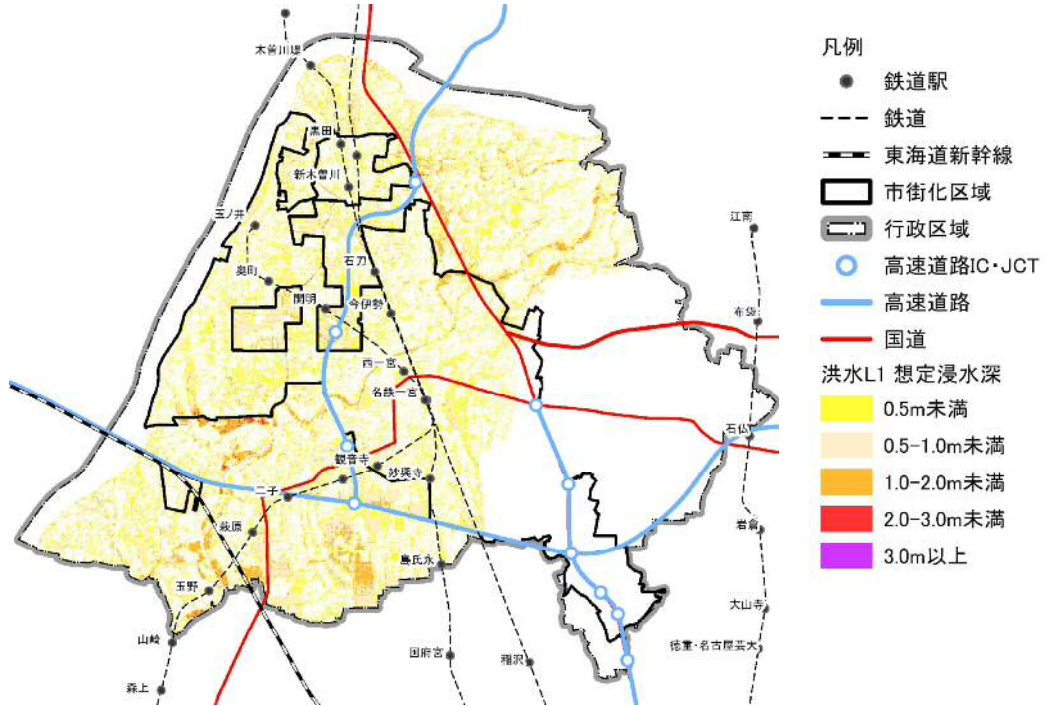 木曽川堤
黒田
新木曽川
玉ノ井
石刀
奥町
開明
今伊勢
西一宮
名鉄一宮
観音寺
妙興寺
二子
萩原
島氏永
玉野
山崎
森上
国府宮
稲沢
江南
布袋
石仏
岩倉
大山寺
徳重・名古屋芸大
凡例
鉄道駅
鉄道
東海道新幹線
市街化区域
行政区域
高速道路IC・JCT
高速道路
国道
洪水L1 想定浸水深
0.5m未満
0.5-1.0m未満
1.0-2.0m未満
2.0-3.0m未満
3.0m以上